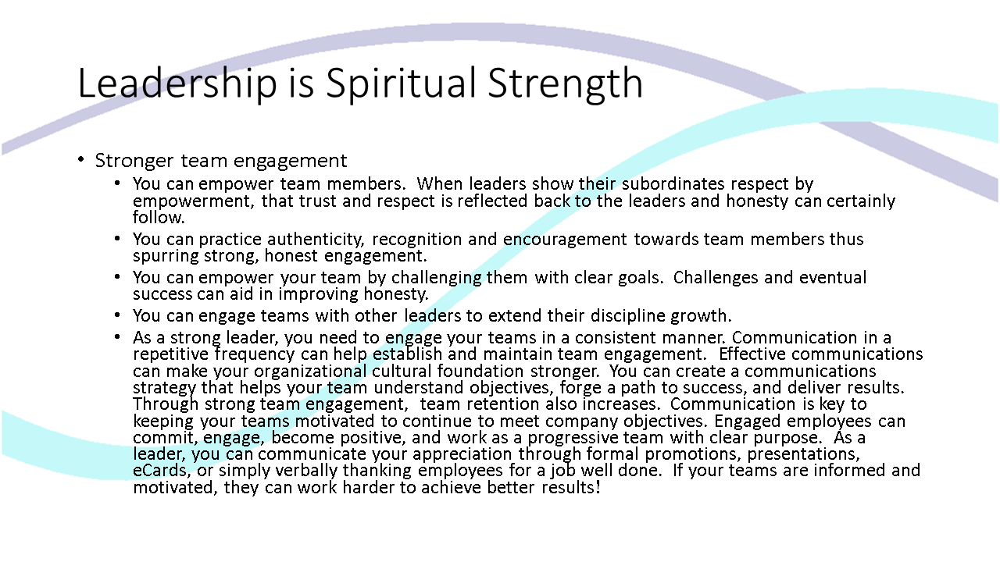 Leadership is Spiritual Strength
• Stronger team engagement
• You can empower team members.  When leaders show their subordinates respect by
empowerment, that trust and respect is reflected back to the leaders and honesty can certainly
follow.
• You can practice authenticity, recognition and encouragement towards team members thus
spurring strong, honest engagement.
• You can empower your team by challenging them with clear goals.  Challenges and eventual
success can aid in improving honesty.
• You can engage teams with other leaders to extend their discipline growth.
• As a strong leader, you need to engage your teams in a consistent manner. Communication in a
repetitive frequency can help establish and maintain team engagement.  Effective communications
can make your organizational cultural foundation stronger.  You can create a communications
strategy that helps your team understand objectives, forge a path to success, and deliver results.
Through strong team engagement,  team retention also increases.  Communication is key to
keeping your teams motivated to continue to meet company objectives. Engaged employees can
commit, engage, become positive, and work as a progressive team with clear purpose.  As a
leader, you can communicate your appreciation through formal promotions, presentations,
eCards, or simply verbally thanking employees for a job well done.  If your teams are informed and
motivated, they can work harder to achieve better results!